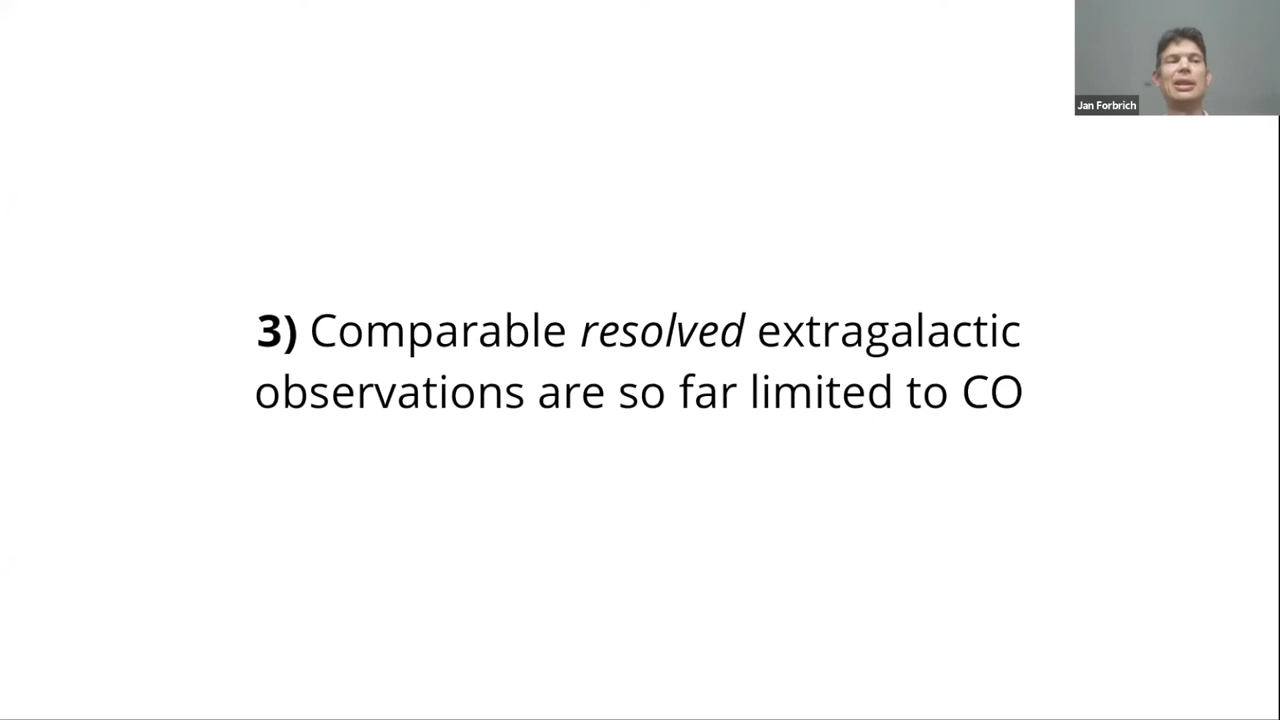 Jan Forbrich
3) Comparable resolved extragalactic
observations are so far limited to CO